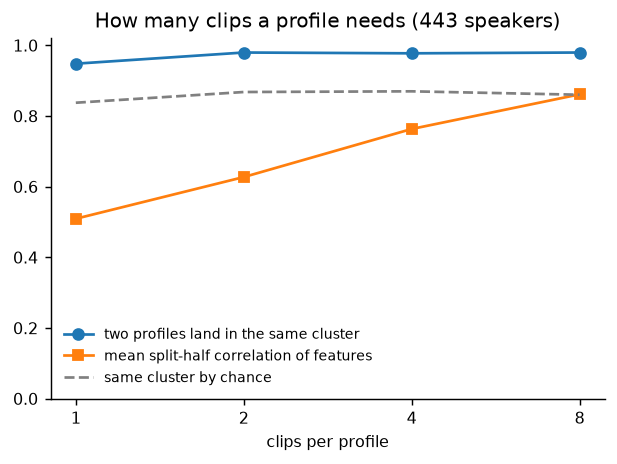 How many clips a profile needs (443 speakers)
1.0
0.8
0.6
0.4
0.2
0.0
two profiles land in the same cluster
mean split-half correlation of features
same cluster by chance
1 2 4 8
clips per profile